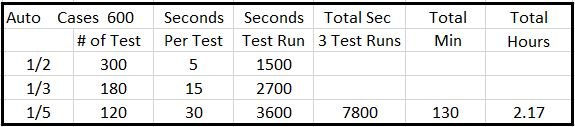 Auto Cases 600 Seconds Seconds Total Sec Total Total
# of Test Per Test Test Run 3 Test Runs Min Hours
1/2 300 5 1500
1/3 180 15 2700
1/5 120 30 3600 7800 130 2.17